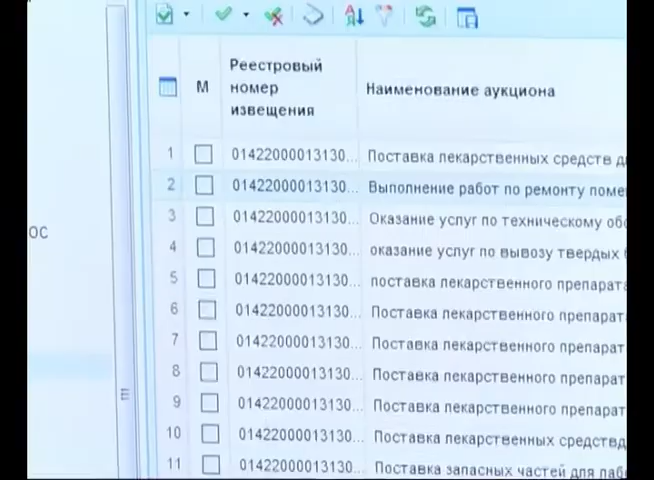 Реестровый
номер
извещения
М
Наименование аукциона
ос
1 01422000013130... Поставка лекарственных средств д
2 01422000013130... Выполнение работ по ремонту поме
3 01422000013130... Оказание услуг по техническому обс
4 01422000013130... оказание услуг по вывозу твердых б
5 01422000013130... поставка лекарственного препарата
6 01422000013130... Поставка лекарственного препарат
7 01422000013130... Поставка лекарственного препарат
8 01422000013130... Поставка лекарственного препарат
9 01422000013130... Поставка лекарственного препарат
10 01422000013130... Поставка лекарственных средствд
11 01422000013130... Поставка запасных частей для лаб